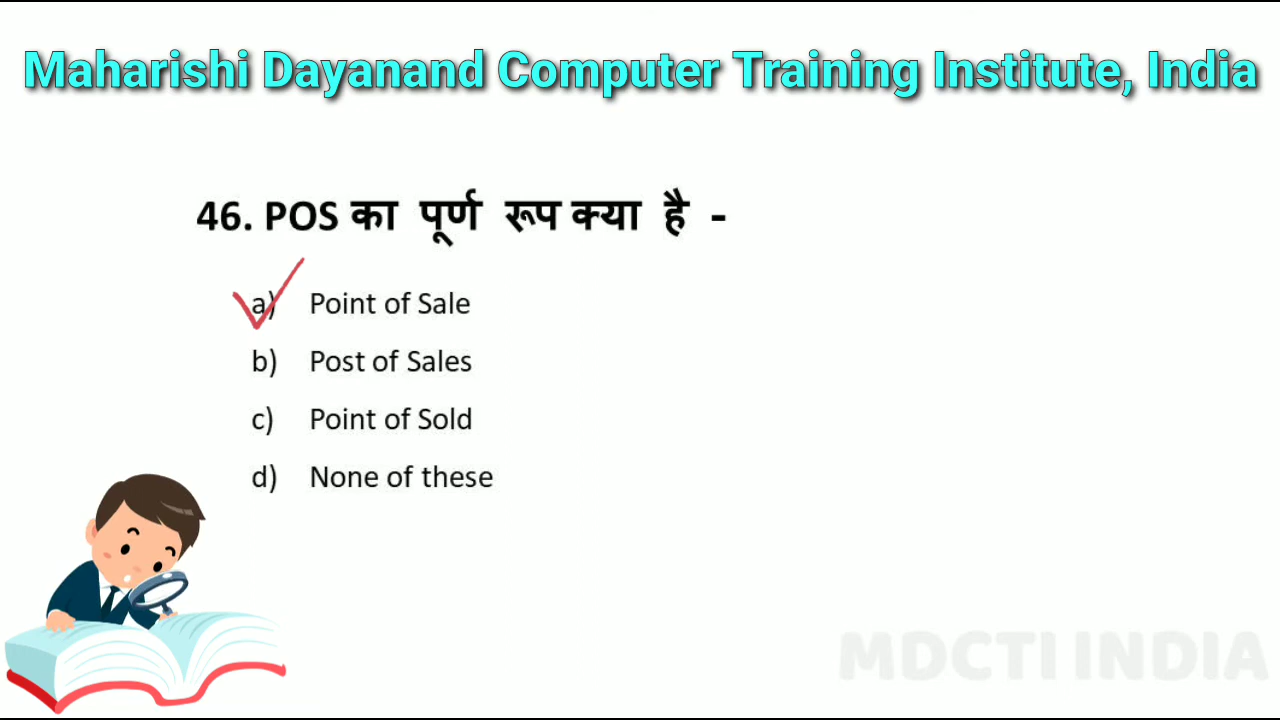 Maharishi Dayanand Computer Training Institute, India
46. POS का पूर्ण रूप क्या है -
a) Point of Sale
b) Post of Sales
c) Point of Sold
d) None of these
MDCTI INDIA